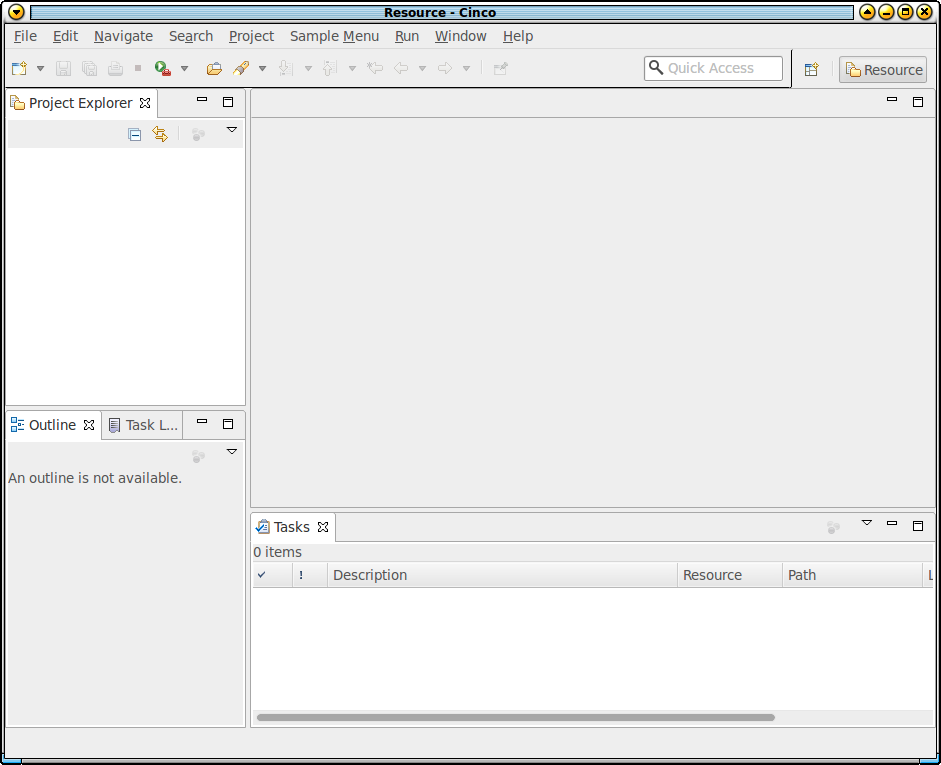 Resource - Cinco
File Edit Navigate Search Project Sample Menu Run Window Help
Quick Access
Resource
Project Explorer
Outline Task L...
An outline is not available.
Tasks
0 items
! Description Resource Path L